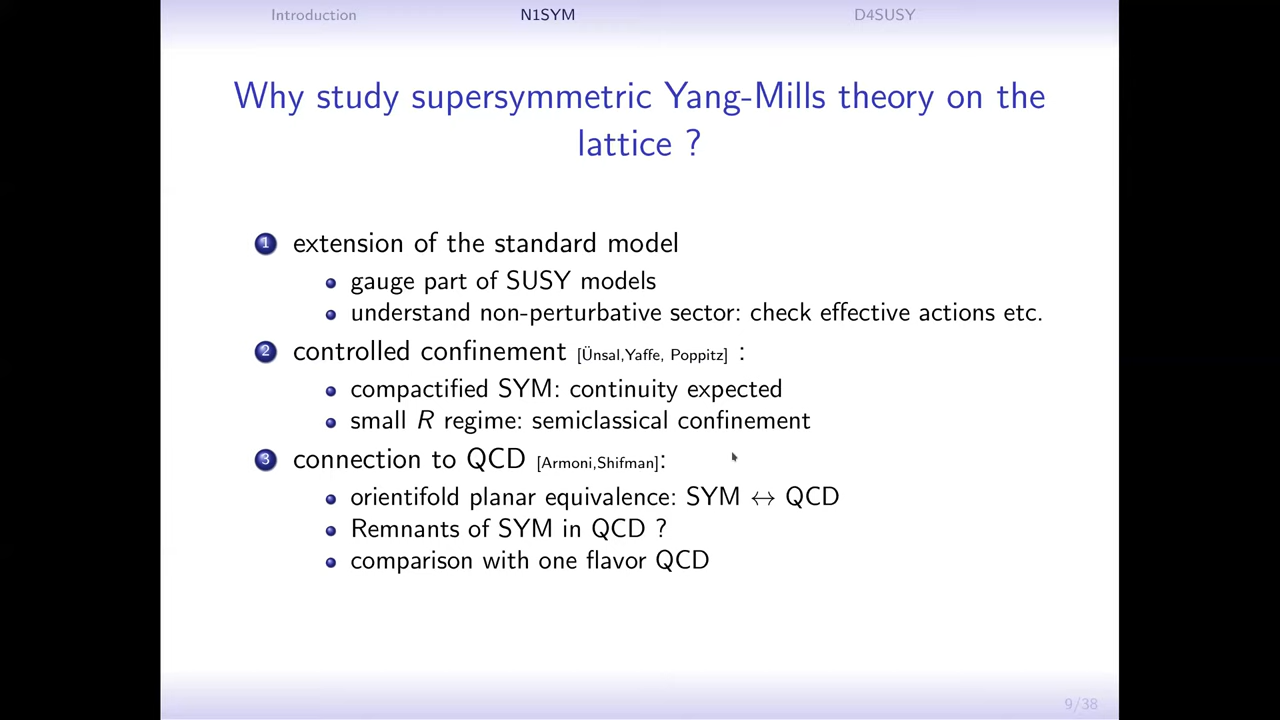 Introduction N1SYM D4SUSY
Why study supersymmetric Yang-Mills theory on the
lattice ?
1 extension of the standard model
gauge part of SUSY models
understand non-perturbative sector: check effective actions etc.
2 controlled confinement [Ünsal,Yaffe, Poppitz] :
compactified SYM: continuity expected
small R regime: semiclassical confinement
3 connection to QCD [Armoni,Shifman]:
orientifold planar equivalence: SYM ↔ QCD
Remnants of SYM in QCD ?
comparison with one flavor QCD
9/38